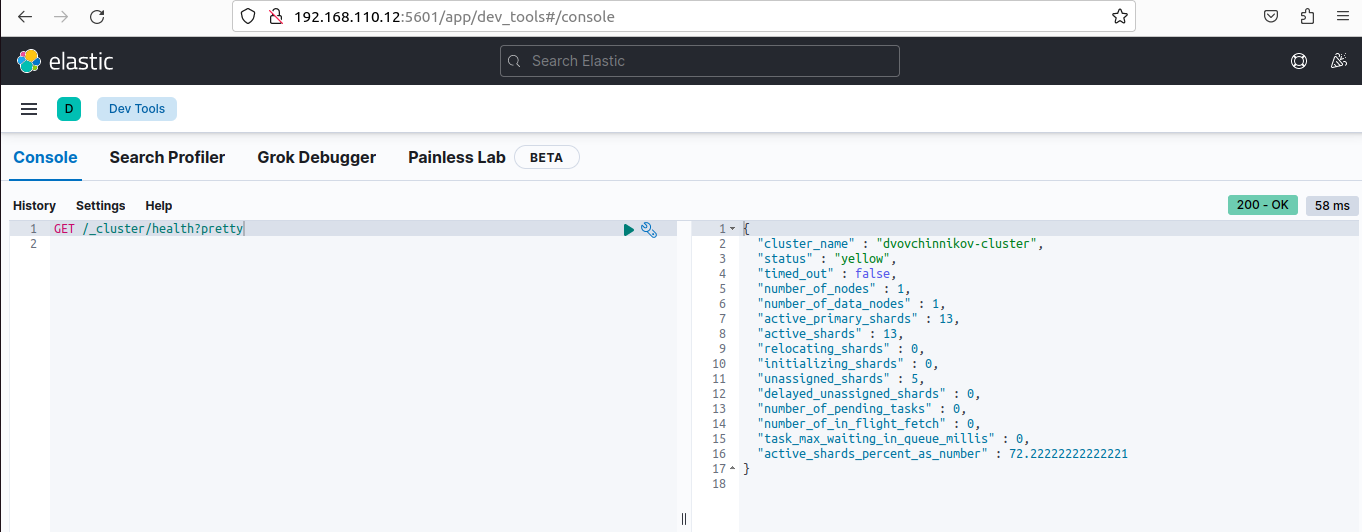 192.168.110.12:5601/app/dev_tools#/console
elastic
Search Elastic
D
Dev Tools
Console
Search Profiler
Grok Debugger
Painless Lab
BETA
History
Settings
Help
200 - OK
58 ms
1 GET /_cluster/health?pretty
2
1 {
2 "cluster_name" : "dvovchinnikov-cluster",
3 "status" : "yellow",
4 "timed_out" : false,
5 "number_of_nodes" : 1,
6 "number_of_data_nodes" : 1,
7 "active_primary_shards" : 13,
8 "active_shards" : 13,
9 "relocating_shards" : 0,
10 "initializing_shards" : 0,
11 "unassigned_shards" : 5,
12 "delayed_unassigned_shards" : 0,
13 "number_of_pending_tasks" : 0,
14 "number_of_in_flight_fetch" : 0,
15 "task_max_waiting_in_queue_millis" : 0,
16 "active_shards_percent_as_number" : 72.22222222222221
17 }
18